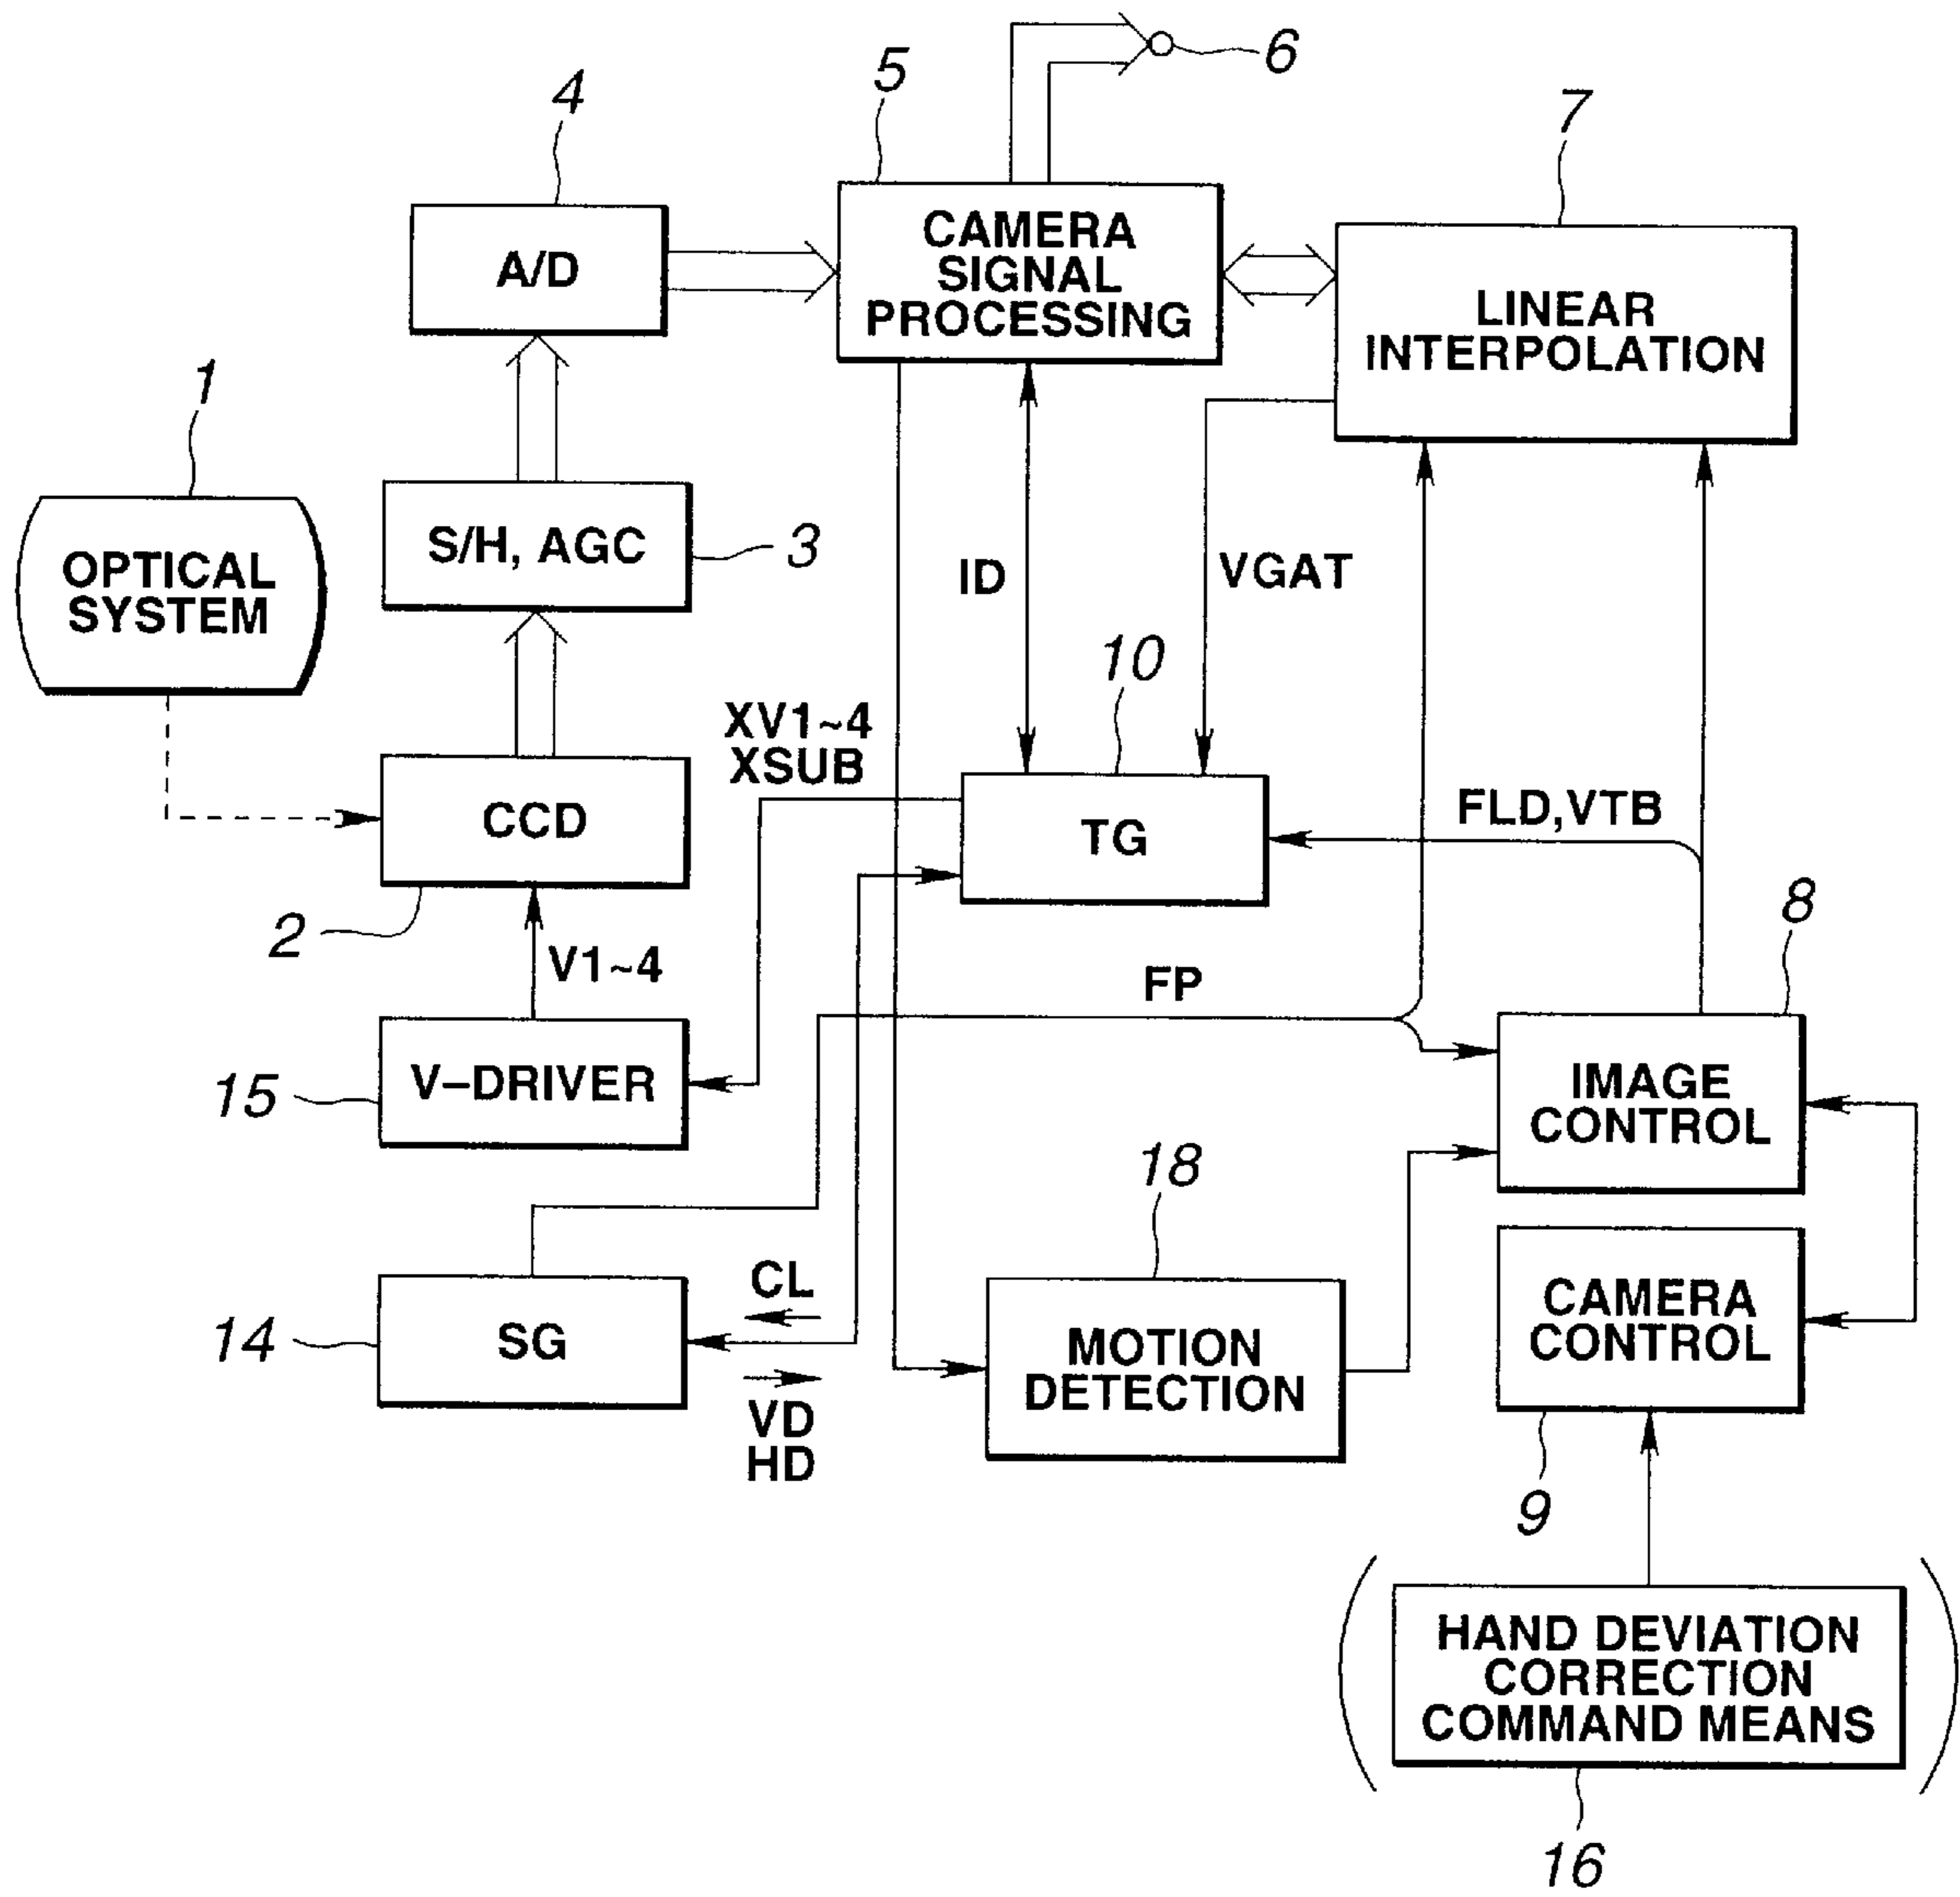 6
5
4
7
CAMERA
SIGNAL
PROCESSING
A/D
LINEAR
INTERPOLATION
1
S/H, AGC
3
OPTICAL
SYSTEM
ID
VGAT
10
XV1~4
XSUB
CCD
TG
FLD,VTB
2
8
V1~4
FP
V–DRIVER
15
IMAGE
CONTROL
18
CL
SG
14
CAMERA
CONTROL
MOTION
DETECTION
VD
HD
9
HAND DEVIATION
CORRECTION
COMMAND MEANS
16